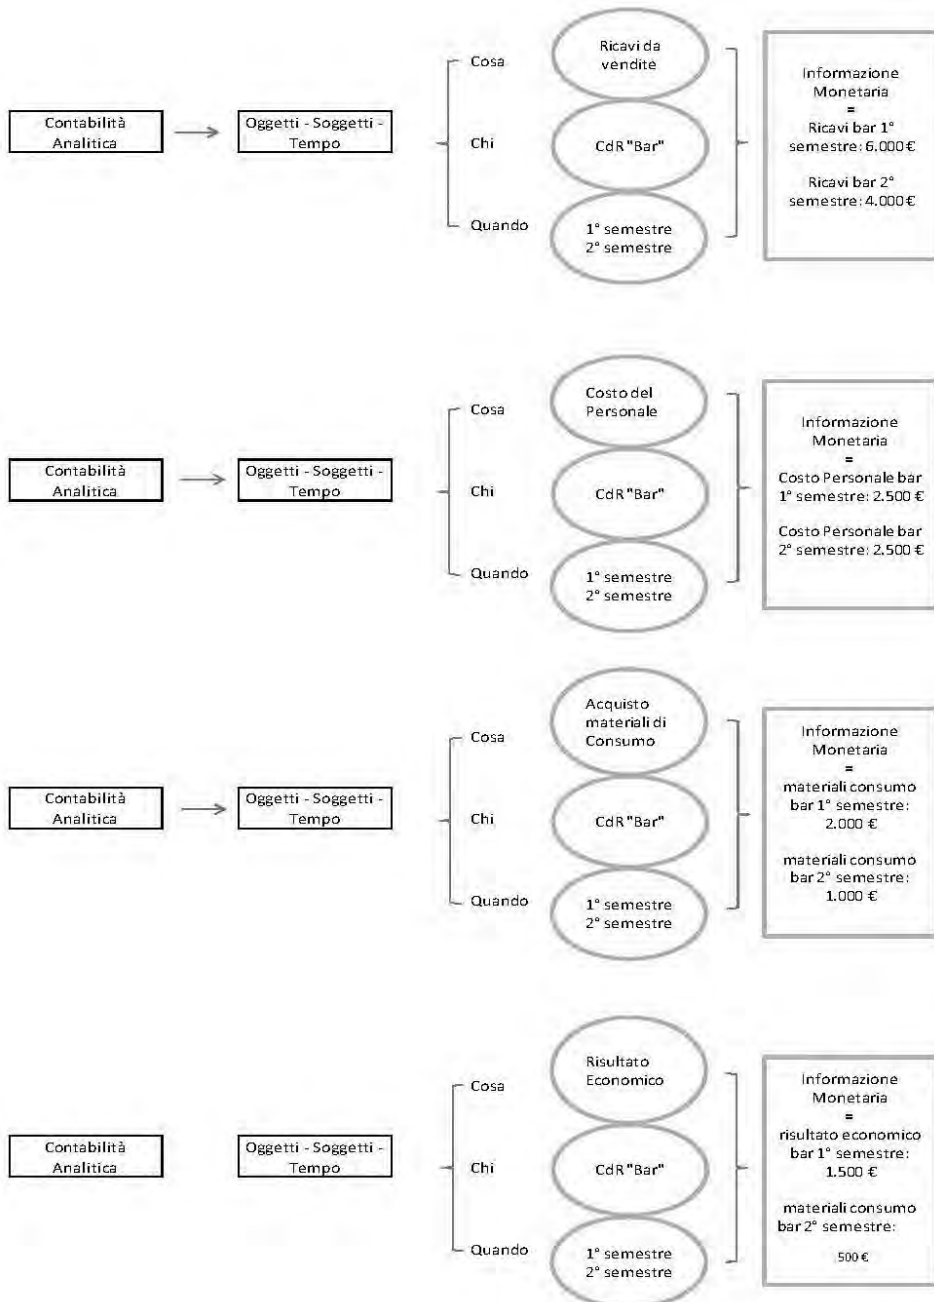 Contabilità
Analitica
Oggetti - Soggetti -
Tempo
Cosa
Chi
Quando
Ricavi da
vendite
CdR "Bar"
1° semestre
2° semestre
Informazione
Monetaria
=
Ricavi bar 1°
semestre: 6.000 €
Ricavi bar 2°
semestre: 4.000 €
Contabilità
Analitica
Oggetti - Soggetti -
Tempo
Cosa
Chi
Quando
Costo del
Personale
CdR "Bar"
1° semestre
2° semestre
Informazione
Monetaria
=
Costo Personale bar
1° semestre: 2.500 €
Costo Personale bar
2° semestre: 2.500 €
Contabilità
Analitica
Oggetti - Soggetti -
Tempo
Cosa
Chi
Quando
Acquisto
materiali di
Consumo
CdR "Bar"
1° semestre
2° semestre
Informazione
Monetaria
=
materiali consumo
bar 1° semestre:
2.000 €
materiali consumo
bar 2° semestre:
1.000 €
Contabilità
Analitica
Oggetti - Soggetti -
Tempo
Cosa
Chi
Quando
Risultato
Economico
CdR "Bar"
1° semestre
2° semestre
Informazione
Monetaria
=
risultato economico
bar 1° semestre:
1.500 €
materiali consumo
bar 2° semestre:
500 €